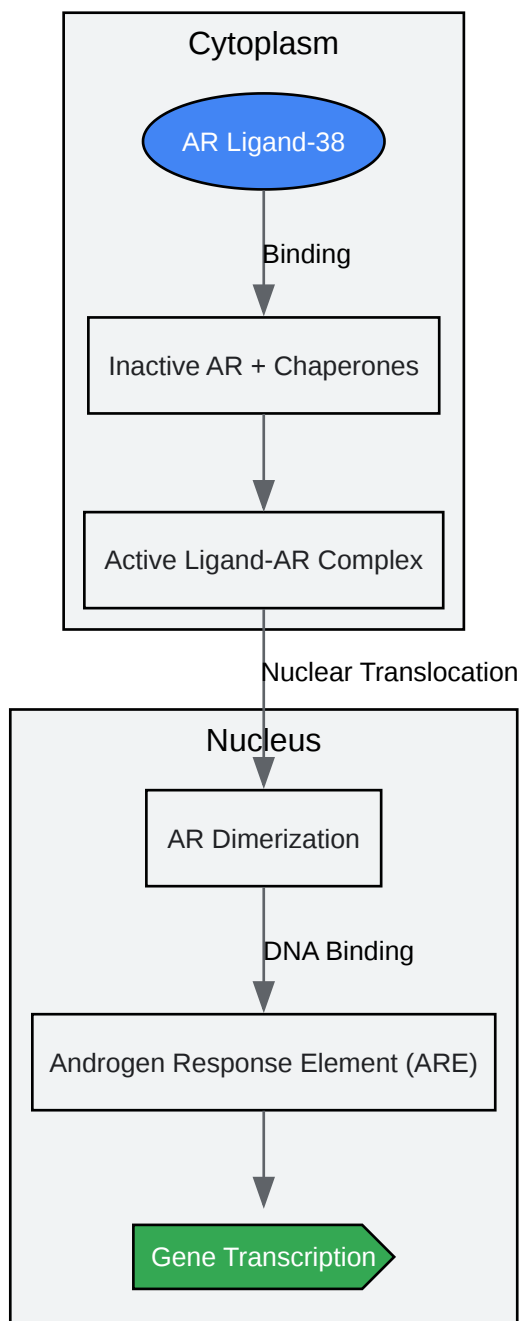 Cytoplasm
AR Ligand-38
Binding
Inactive AR + Chaperones
Active Ligand-AR Complex
Nuclear Translocation
Nucleus
AR Dimerization
DNA Binding
Androgen Response Element (ARE)
Gene Transcription